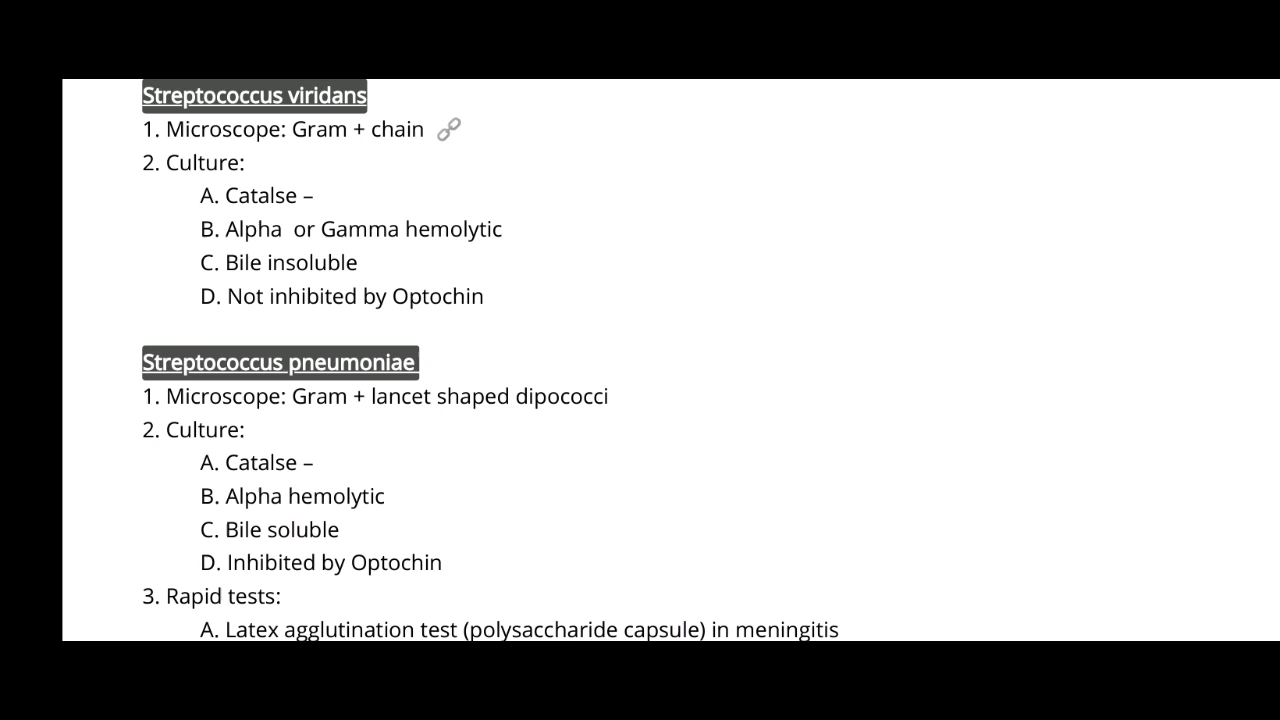 Streptococcus viridans
1. Microscope: Gram + chain
2. Culture:
A. Catalse –
B. Alpha  or Gamma hemolytic
C. Bile insoluble
D. Not inhibited by Optochin
Streptococcus pneumoniae
1. Microscope: Gram + lancet shaped dipococci
2. Culture:
A. Catalse –
B. Alpha hemolytic
C. Bile soluble
D. Inhibited by Optochin
3. Rapid tests:
A. Latex agglutination test (polysaccharide capsule) in meningitis